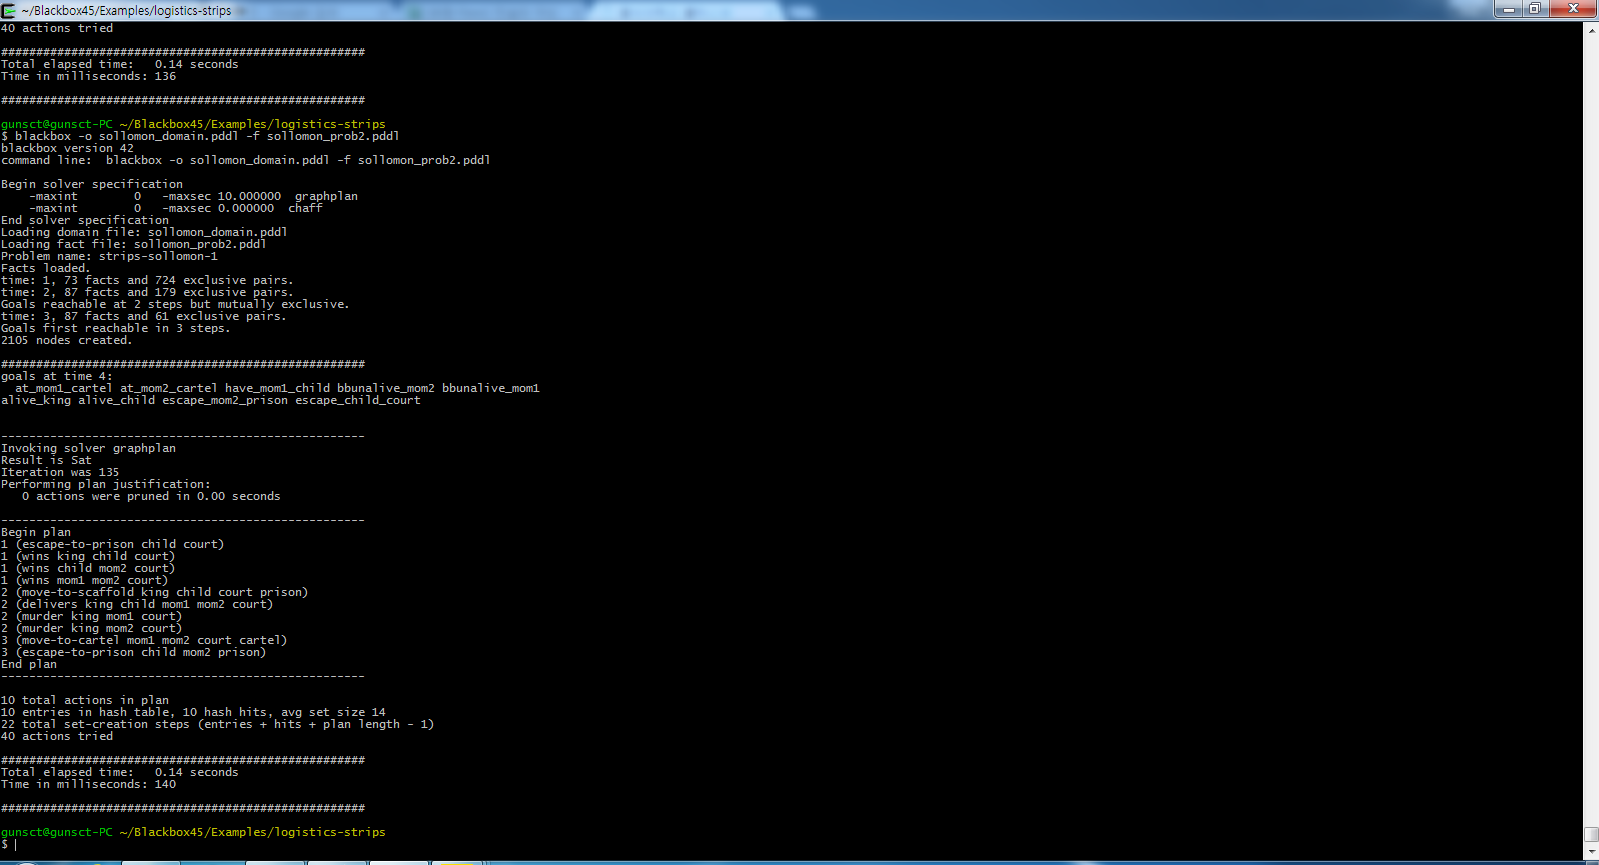 ~/Blackbox45/Examples/logistics-strips
40 actions tried
####################################################
Total elapsed time:   0.14 seconds
Time in milliseconds: 136
####################################################
gunsct@gunsct-PC ~/Blackbox45/Examples/logistics-strips
$ blackbox -o sollomon_domain.pddl -f sollomon_prob2.pddl
blackbox version 42
command line:  blackbox -o sollomon_domain.pddl -f sollomon_prob2.pddl
Begin solver specification
    -maxint        0   -maxsec 10.000000  graphplan
    -maxint        0   -maxsec 0.000000  chaff
End solver specification
Loading domain file: sollomon_domain.pddl
Loading fact file: sollomon_prob2.pddl
Problem name: strips-sollomon-1
Facts loaded.
time: 1, 73 facts and 724 exclusive pairs.
time: 2, 87 facts and 179 exclusive pairs.
Goals reachable at 2 steps but mutually exclusive.
time: 3, 87 facts and 61 exclusive pairs.
Goals first reachable in 3 steps.
2105 nodes created.
####################################################
goals at time 4:
  at_mom1_cartel at_mom2_cartel have_mom1_child bbunalive_mom2 bbunalive_mom1
alive_king alive_child escape_mom2_prison escape_child_court
----------------------------------------------------
Invoking solver graphplan
Result is Sat
Iteration was 135
Performing plan justification:
   0 actions were pruned in 0.00 seconds
----------------------------------------------------
Begin plan
1 (escape-to-prison child court)
1 (wins king child court)
1 (wins child mom2 court)
1 (wins mom1 mom2 court)
2 (move-to-scaffold king child court prison)
2 (delivers king child mom1 mom2 court)
2 (murder king mom1 court)
2 (murder king mom2 court)
3 (move-to-cartel mom1 mom2 court cartel)
3 (escape-to-prison child mom2 prison)
End plan
----------------------------------------------------
10 total actions in plan
10 entries in hash table, 10 hash hits, avg set size 14
22 total set-creation steps (entries + hits + plan length - 1)
40 actions tried
####################################################
Total elapsed time:   0.14 seconds
Time in milliseconds: 140
####################################################
gunsct@gunsct-PC ~/Blackbox45/Examples/logistics-strips
$